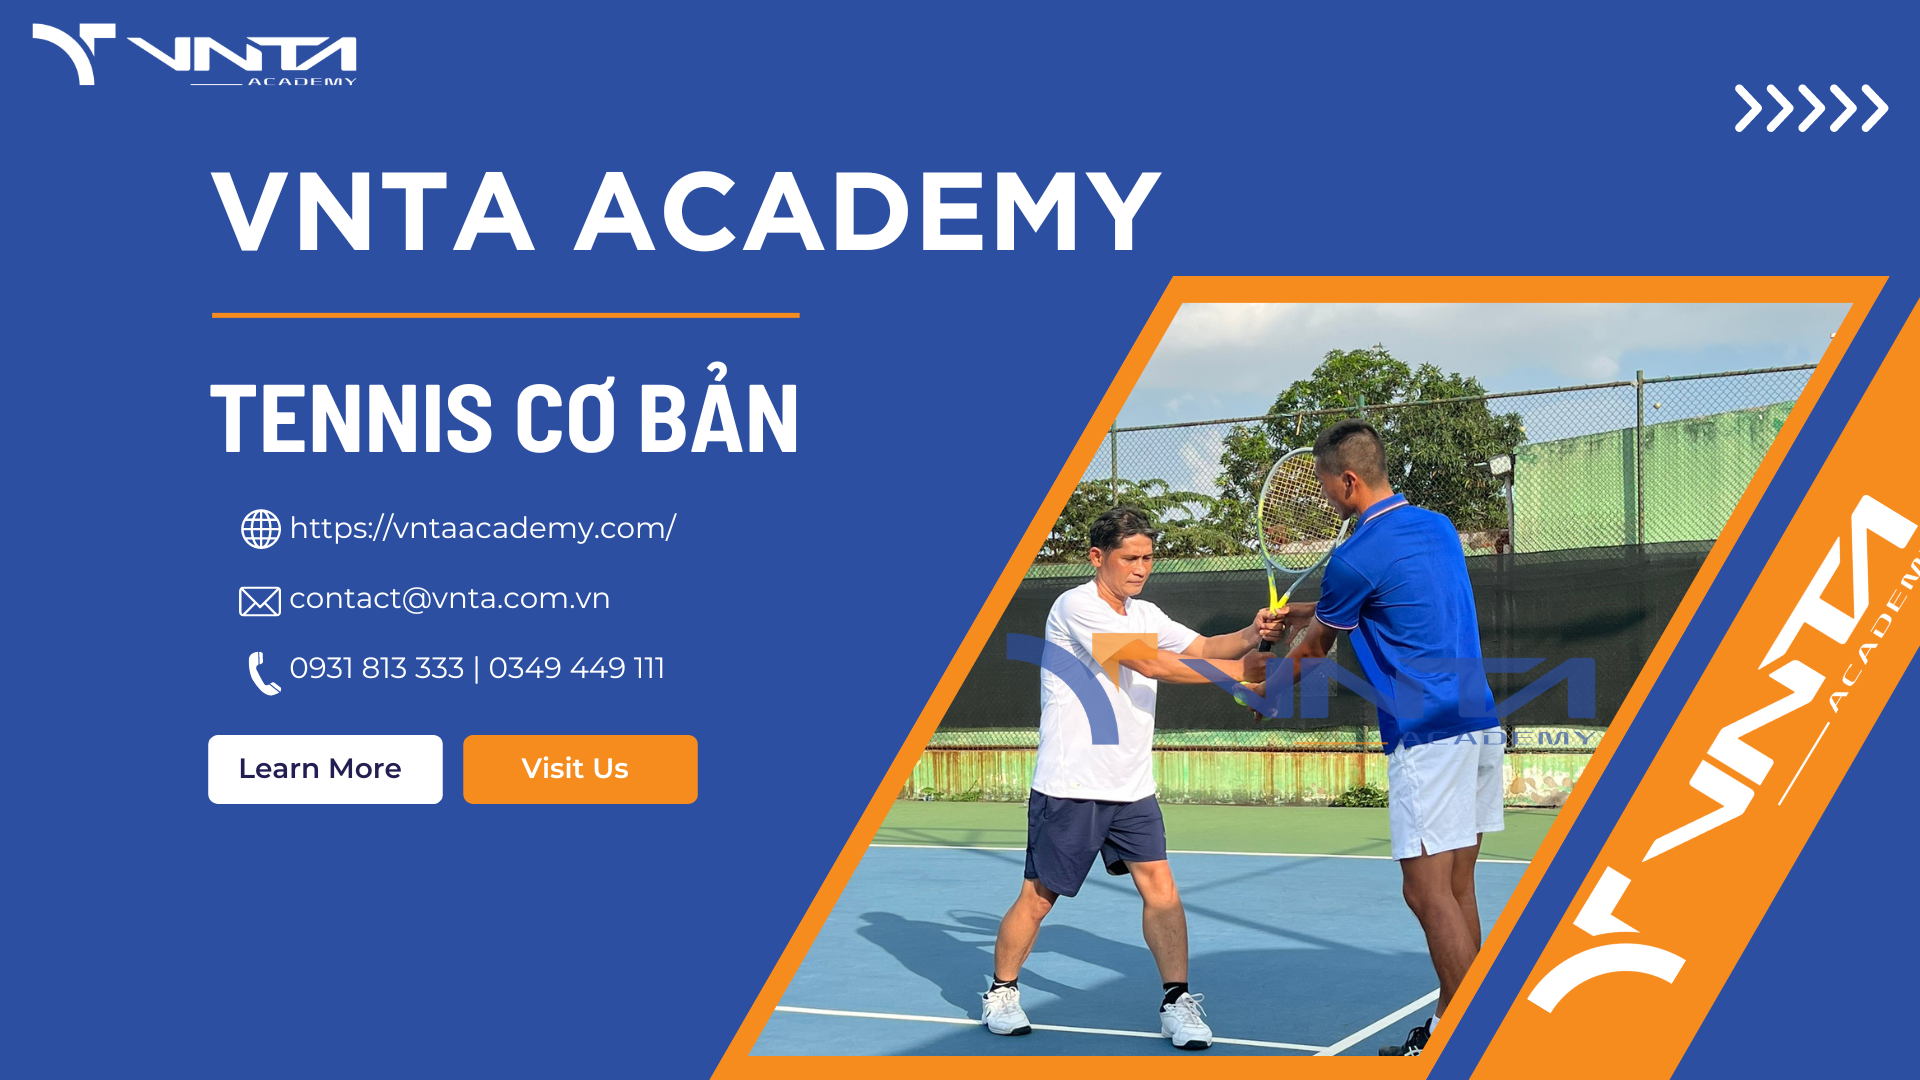 VNTA
ACADEMY
VNTA ACADEMY
TENNIS CƠ BẢN
https://vntaacademy.com/
contact@vnta.com.vn
0931 813 333 | 0349 449 111
Learn More
Visit Us
VNTA
ACADEMY
VNTA
ACADEMY